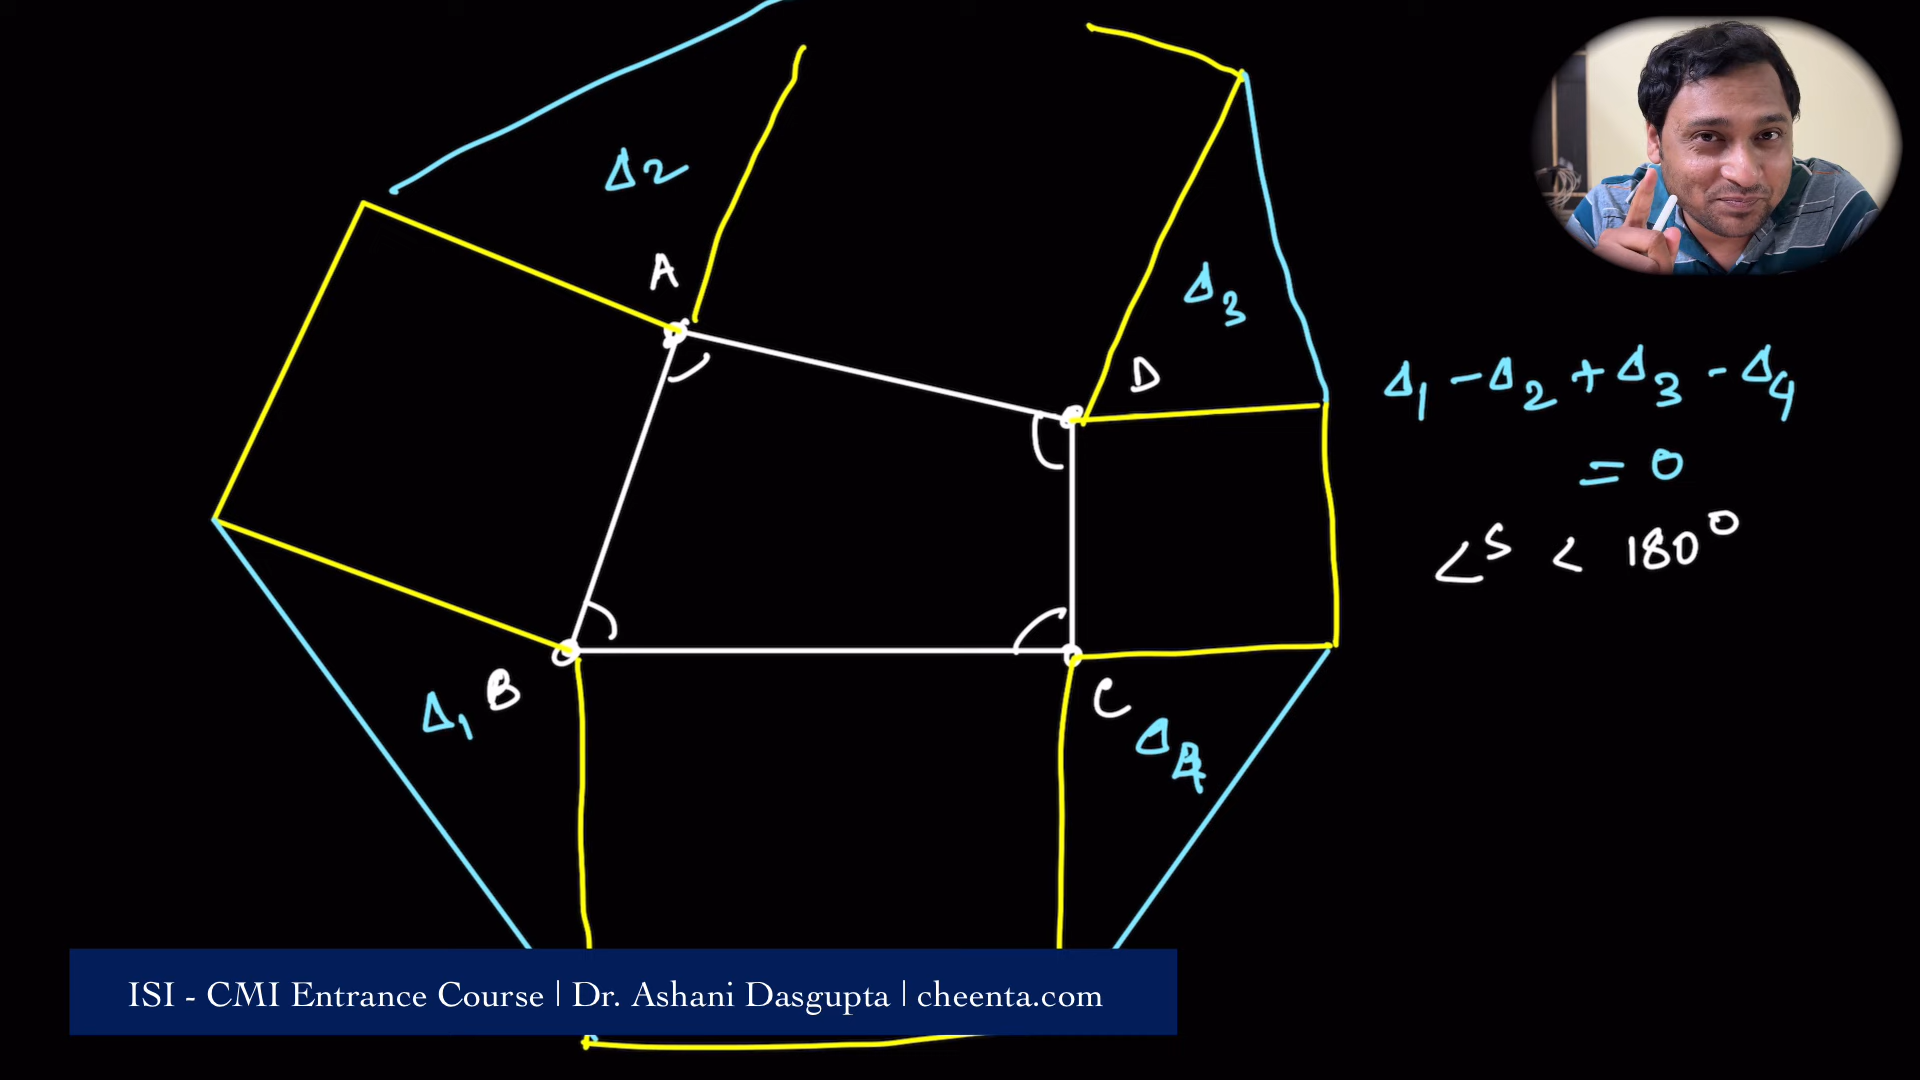 Δ2
A
Δ3
D
Δ1 - Δ2 + Δ3 - Δ4
= 0
∠s < 180°
B
Δ1
C
Δ4
ISI - CMI Entrance Course | Dr. Ashani Dasgupta | cheenta.com